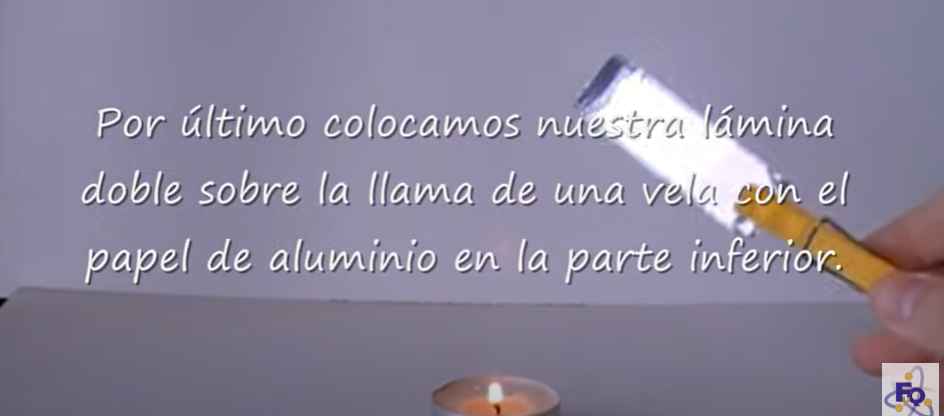 Por último colocamos nuestra lámina
doble sobre la llama de una vela con el
papel de aluminio en la parte inferior.
FQ